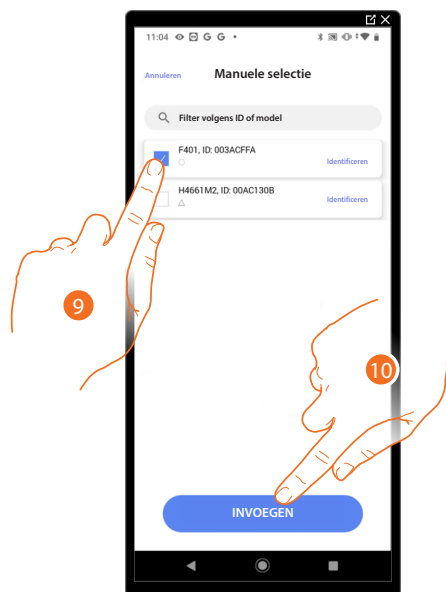 11:04 G G
Annuleren Manuele selectie
Filter volgens ID of model
F401, ID: 003ACFFA
Identificeren
H4661M2, ID: 00AC130B
Identificeren
9
10
INVOEGEN